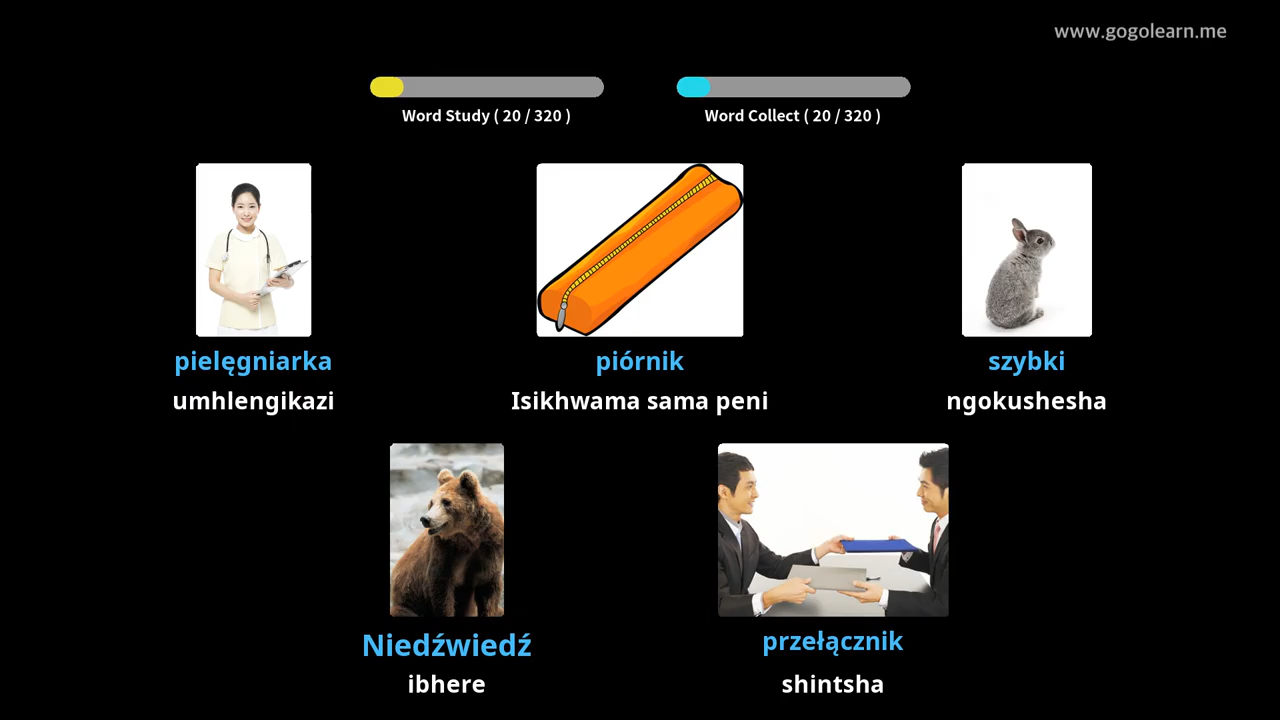 www.gogolearn.me
Word Study ( 20 / 320 )
Word Collect ( 20 / 320 )
pielęgniarka
umhlengikazi
piórnik
Isikhwama sama peni
szybki
ngokushesha
Niedźwiedź
ibhere
przełącznik
shintsha